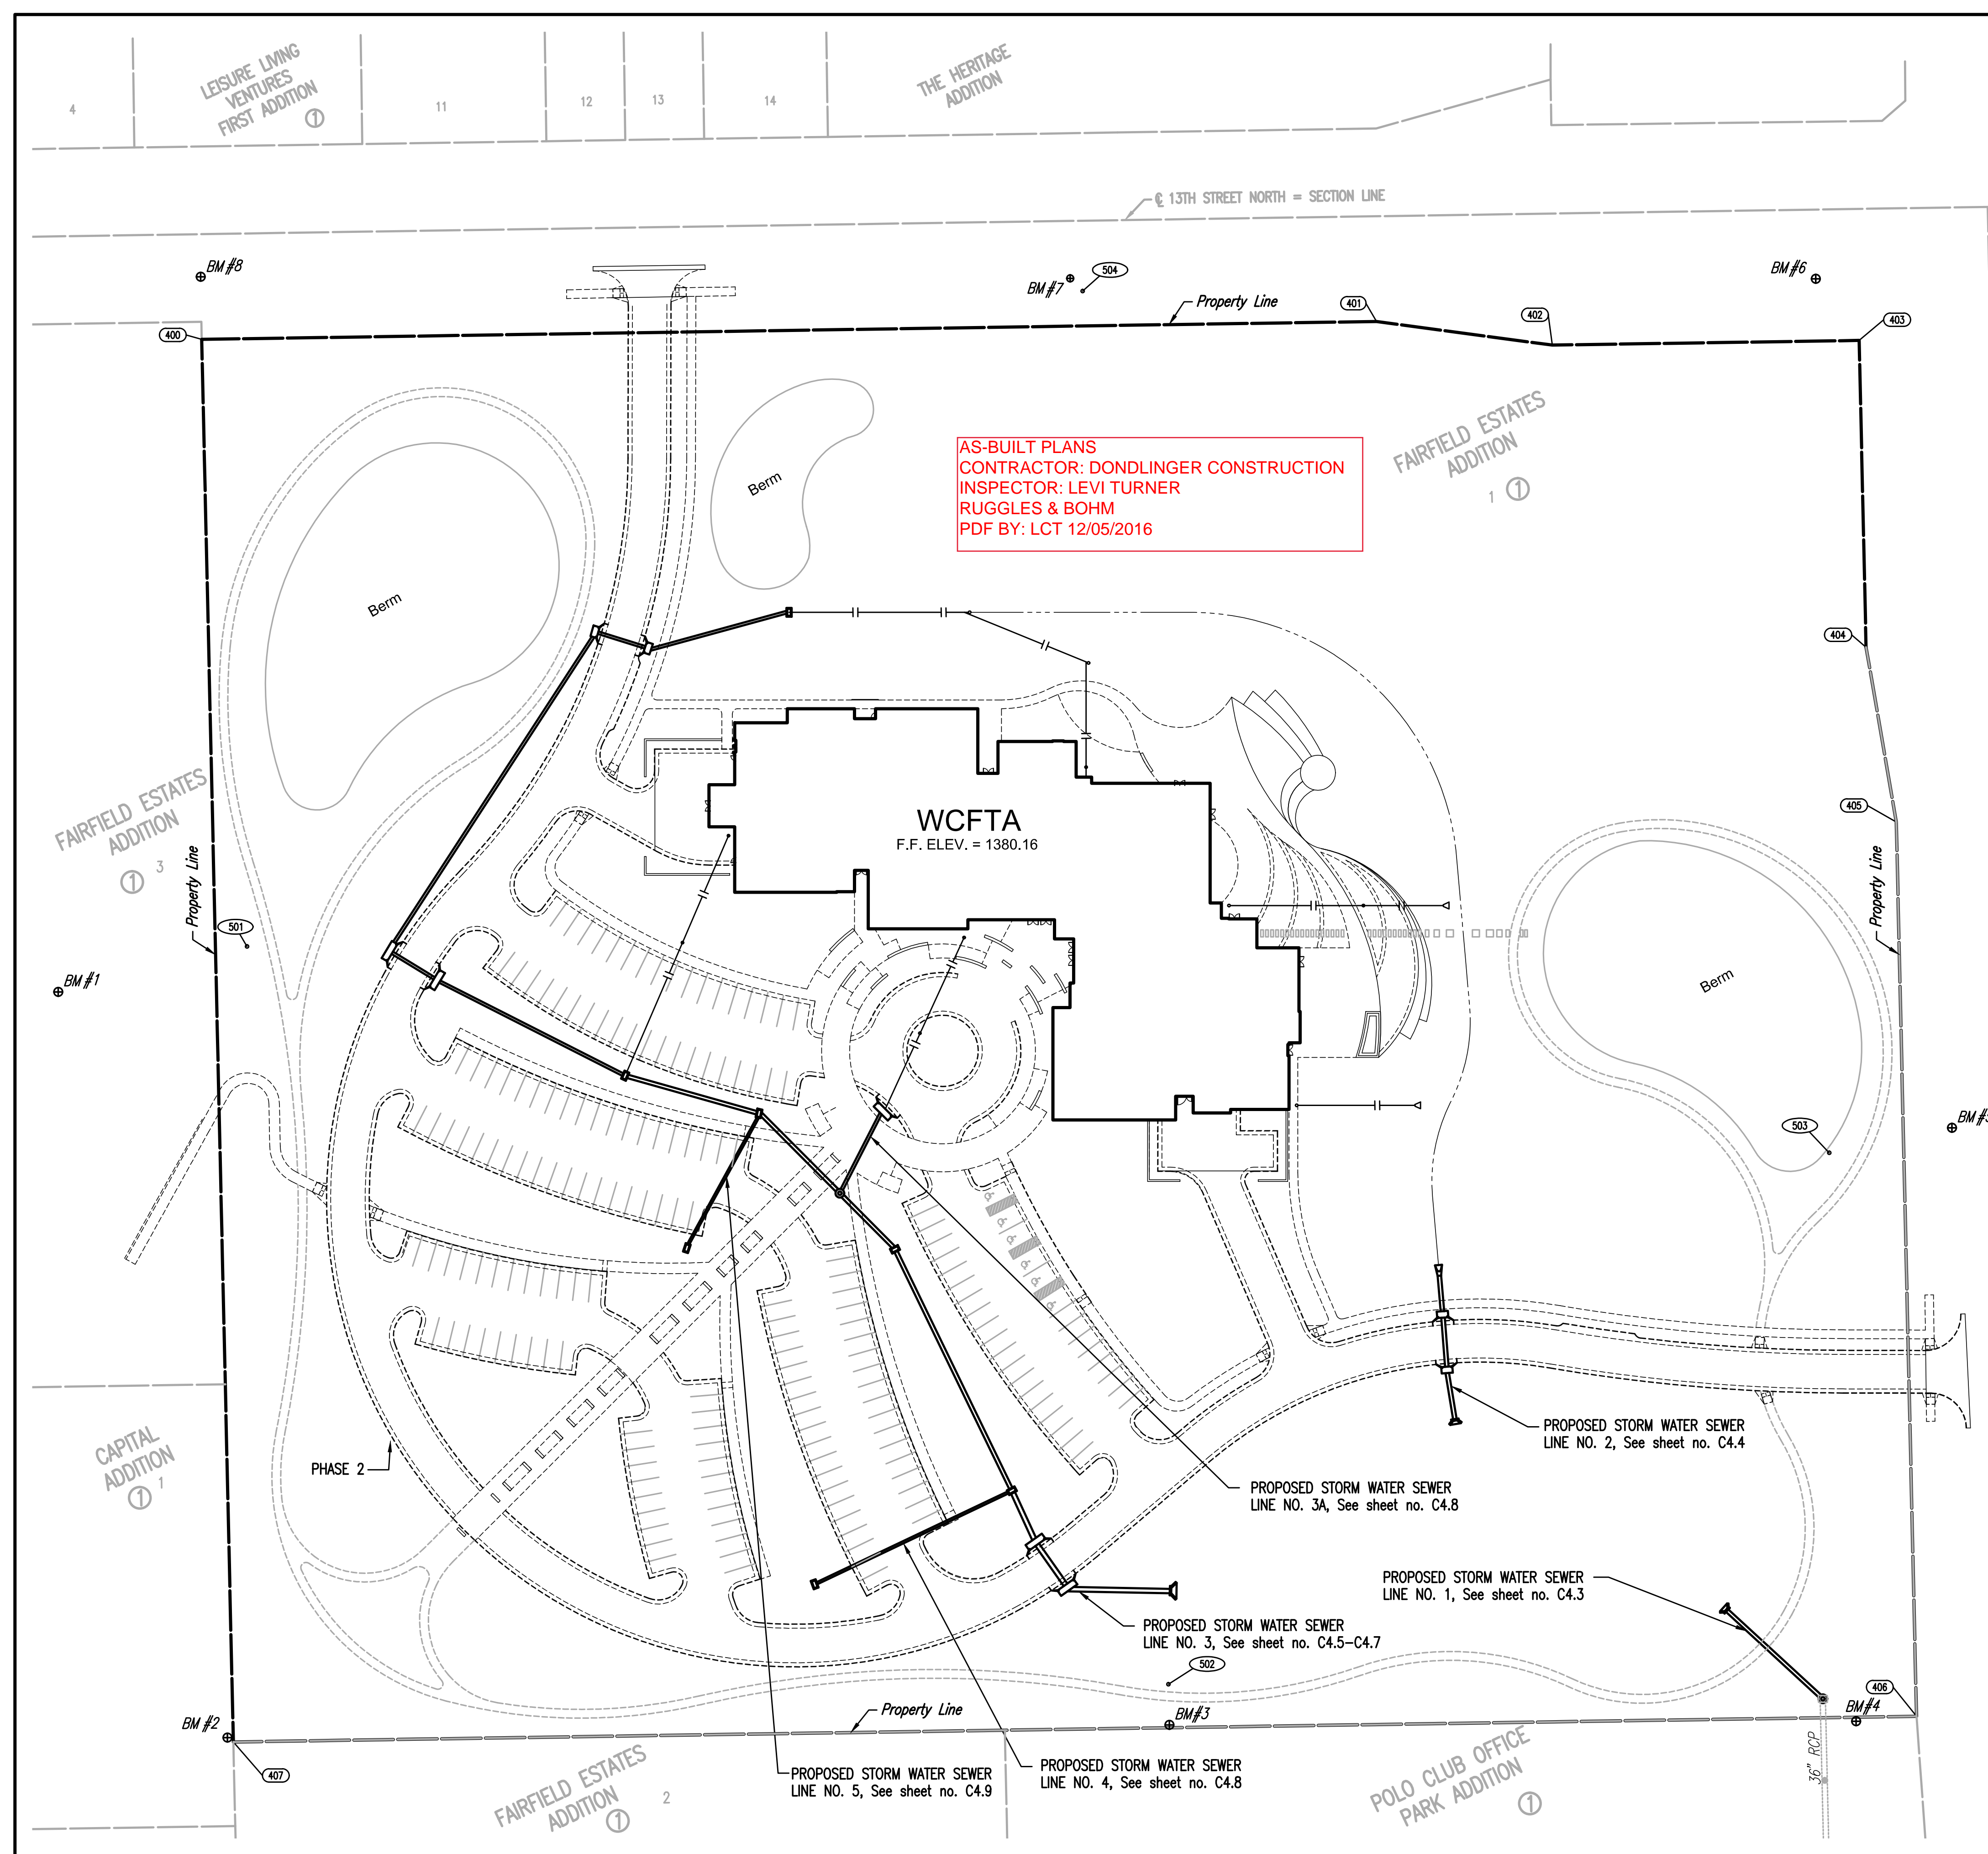 LEISURE LIVING
VENTURES
FIRST ADDITION
1
4
11
12
13
14
THE HERITAGE
ADDITION
℄ 13TH STREET NORTH = SECTION LINE
BM #8
BM #7
504
BM #6
Property Line
400
401
402
403
AS-BUILT PLANS
CONTRACTOR: DONDLINGER CONSTRUCTION
INSPECTOR: LEVI TURNER
RUGGLES & BOHM
PDF BY: LCT 12/05/2016
FAIRFIELD ESTATES
ADDITION
1 1
Berm
Berm
404
405
WCFTA
F.F. ELEV. = 1380.16
FAIRFIELD ESTATES
ADDITION
1 3
Property Line
Property Line
501
BM #1
Berm
503
BM #
CAPITAL
ADDITION
1 1
PHASE 2
PROPOSED STORM WATER SEWER
LINE NO. 2, See sheet no. C4.4
PROPOSED STORM WATER SEWER
LINE NO. 3A, See sheet no. C4.8
PROPOSED STORM WATER SEWER
LINE NO. 1, See sheet no. C4.3
PROPOSED STORM WATER SEWER
LINE NO. 3, See sheet no. C4.5-C4.7
502
406
BM #2
Property Line
BM#3
BM#4
407
PROPOSED STORM WATER SEWER
LINE NO. 5, See sheet no. C4.9
PROPOSED STORM WATER SEWER
LINE NO. 4, See sheet no. C4.8
36" RCP
FAIRFIELD ESTATES
ADDITION
1 2
POLO CLUB OFFICE
PARK ADDITION
1